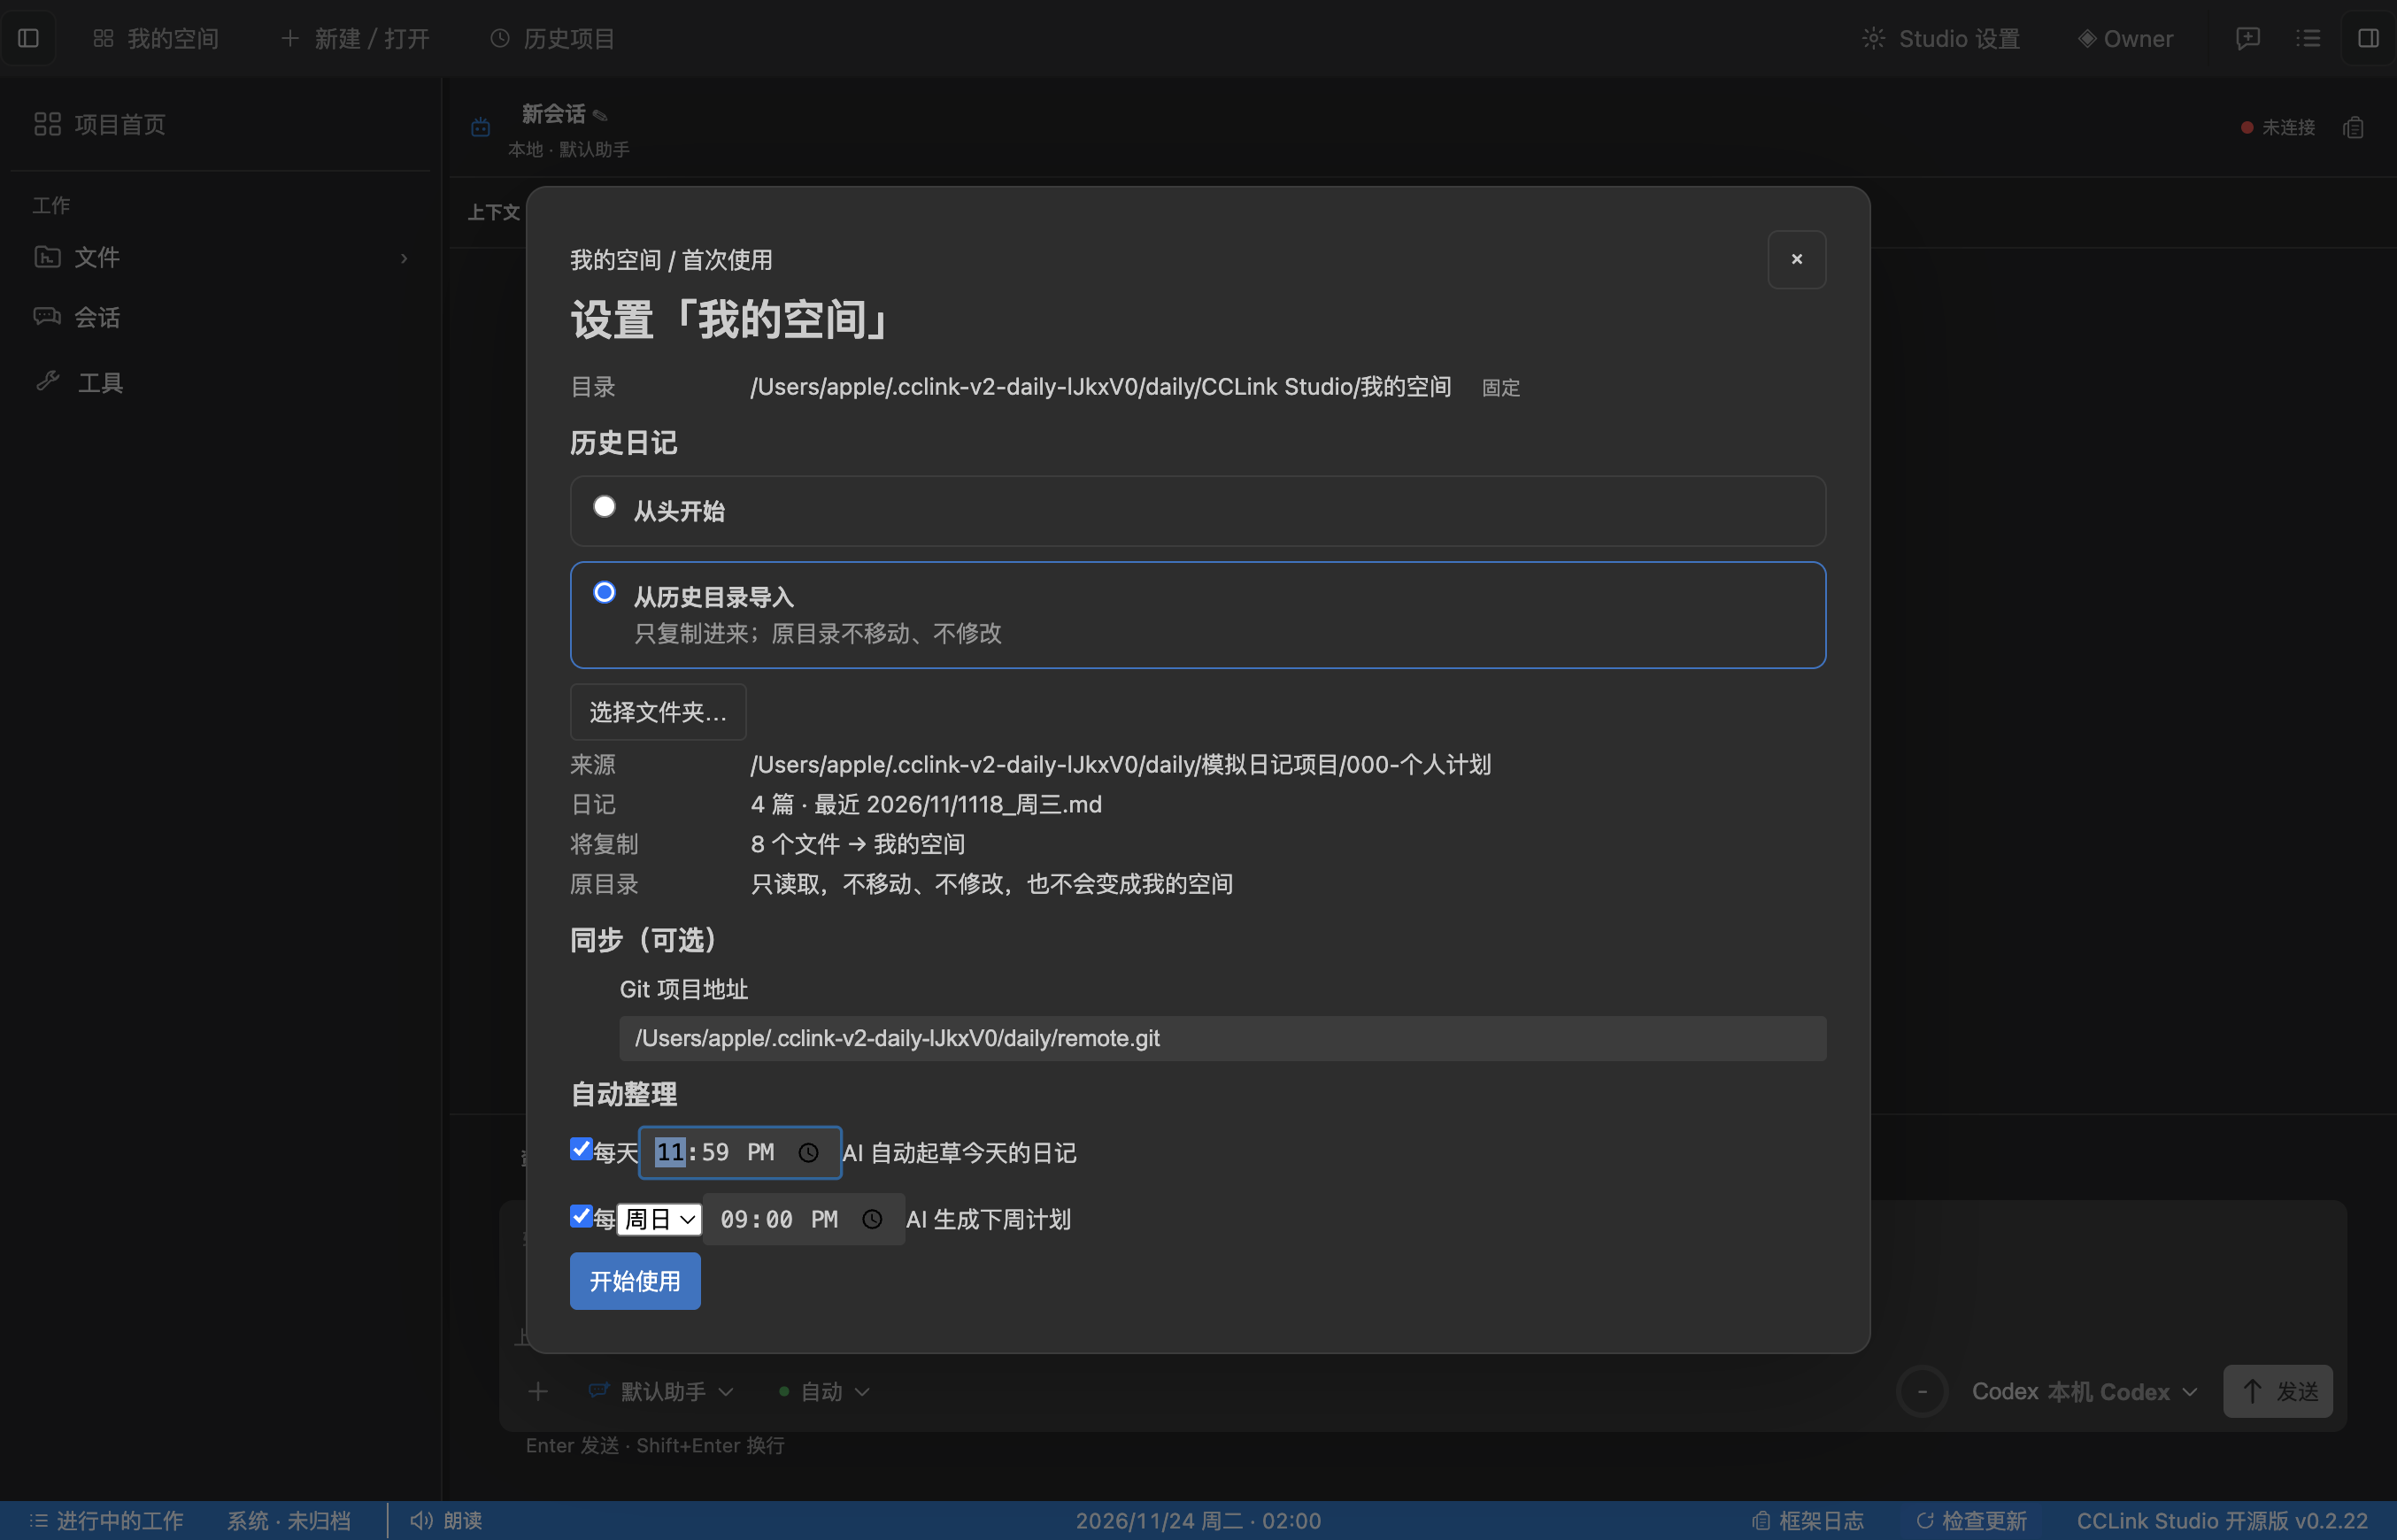 我的空间
新建 / 打开
历史项目
Studio 设置
Owner
项目首页
工作
文件
会话
工具
新会话
本地 · 默认助手
未连接
上下文
我的空间 / 首次使用
×
设置「我的空间」
目录 /Users/apple/.cclink-v2-daily-lJkxV0/daily/CCLink Studio/我的空间 固定
历史日记
从头开始
从历史目录导入
只复制进来；原目录不移动、不修改
选择文件夹...
来源 /Users/apple/.cclink-v2-daily-lJkxV0/daily/模拟日记项目/000-个人计划
日记 4 篇 · 最近 2026/11/1118_周三.md
将复制 8 个文件 → 我的空间
原目录 只读取，不移动、不修改，也不会变成我的空间
同步（可选）
Git 项目地址
/Users/apple/.cclink-v2-daily-lJkxV0/daily/remote.git
自动整理
每天 11:59 PM AI 自动起草今天的日记
每 周日 09:00 PM AI 生成下周计划
开始使用
默认助手
自动
-
Codex 本机 Codex
发送
Enter 发送 · Shift+Enter 换行
进行中的工作
系统 · 未归档
朗读
2026/11/24 周二 · 02:00
框架日志
检查更新
CCLink Studio 开源版 v0.2.22